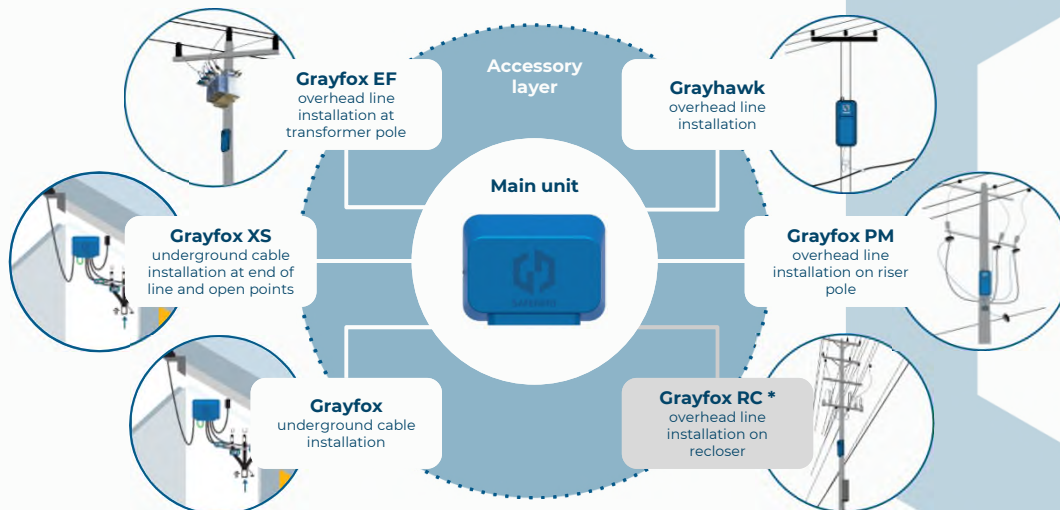 Accessory
layer
Grayfox EF
overhead line
installation at
transformer pole
Grayhawk
overhead line
installation
Main unit
Grayfox XS
underground cable
installation at end of
line and open points
Grayfox PM
overhead line
installation on riser
pole
Grayfox
underground cable
installation
Grayfox RC *
overhead line
installation on
recloser